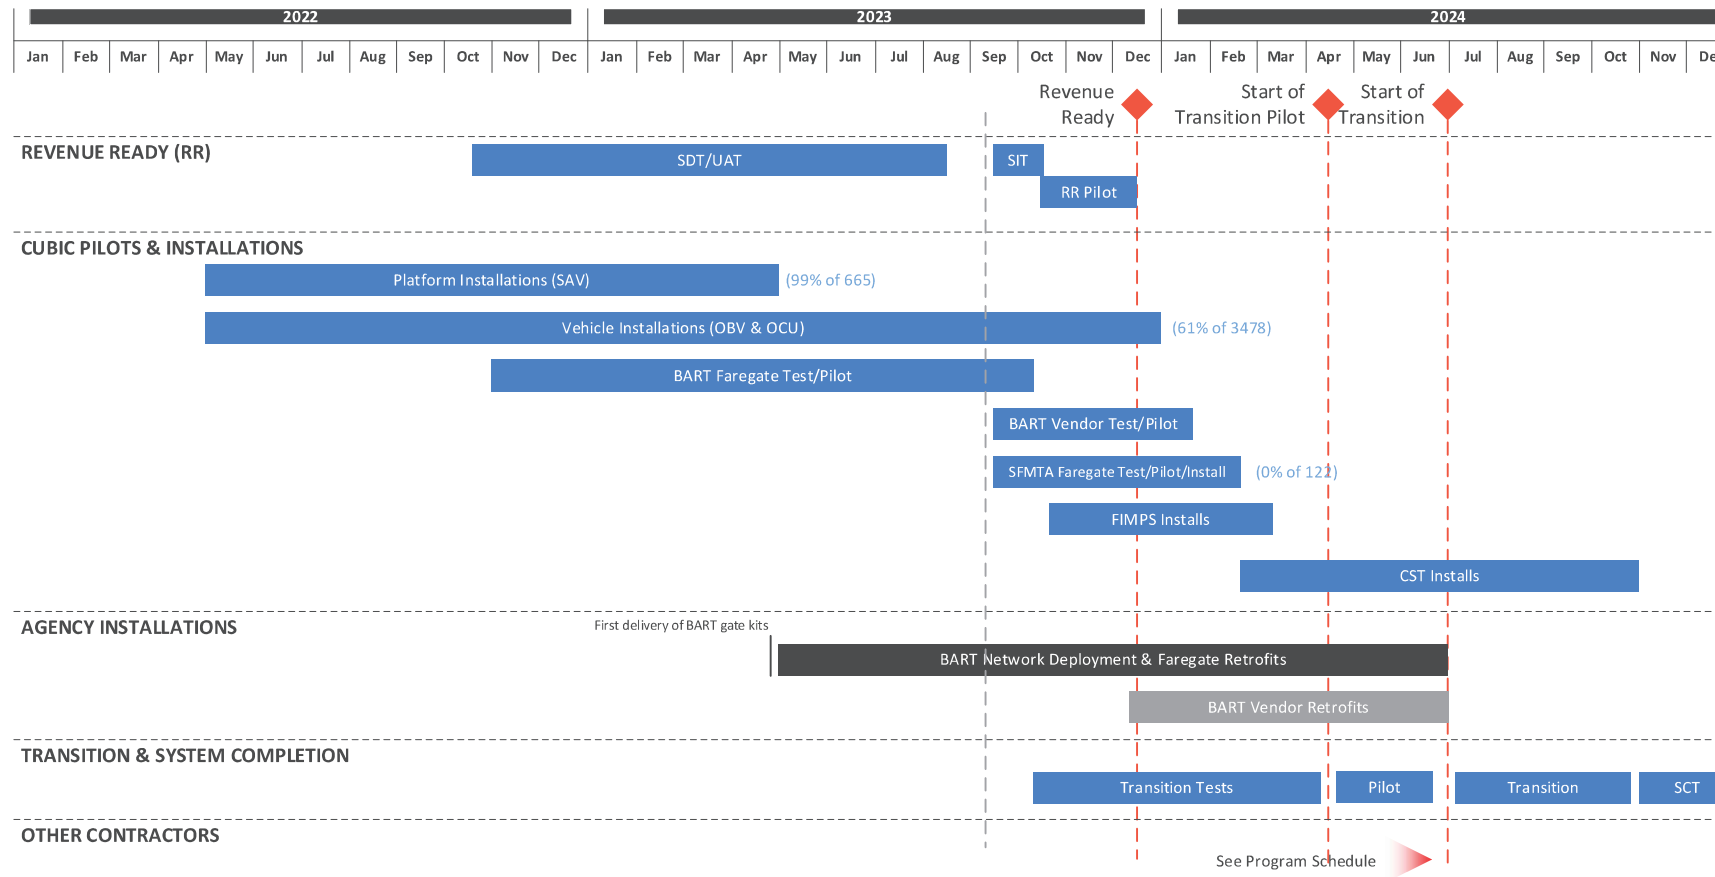 2022 2023 2024
Jan Feb Mar Apr May Jun Jul Aug Sep Oct Nov Dec Jan Feb Mar Apr May Jun Jul Aug Sep Oct Nov Dec Jan Feb Mar Apr May Jun Jul Aug Sep Oct Nov De
Revenue
Ready
Start of
Transition Pilot
Start of
Transition
REVENUE READY (RR)
SDT/UAT
SIT
RR Pilot
CUBIC PILOTS & INSTALLATIONS
Platform Installations (SAV) (99% of 665)
Vehicle Installations (OBV & OCU) (61% of 3478)
BART Faregate Test/Pilot
BART Vendor Test/Pilot
SFMTA Faregate Test/Pilot/Install (0% of 122)
FIMPS Installs
CST Installs
AGENCY INSTALLATIONS
First delivery of BART gate kits
BART Network Deployment & Faregate Retrofits
BART Vendor Retrofits
TRANSITION & SYSTEM COMPLETION
Transition Tests Pilot Transition SCT
OTHER CONTRACTORS
See Program Schedule